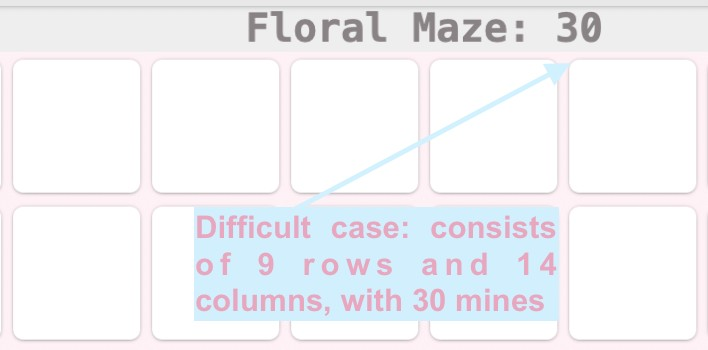 Floral Maze: 30
Difficult case: consists
of 9 rows and 14
columns, with 30 mines